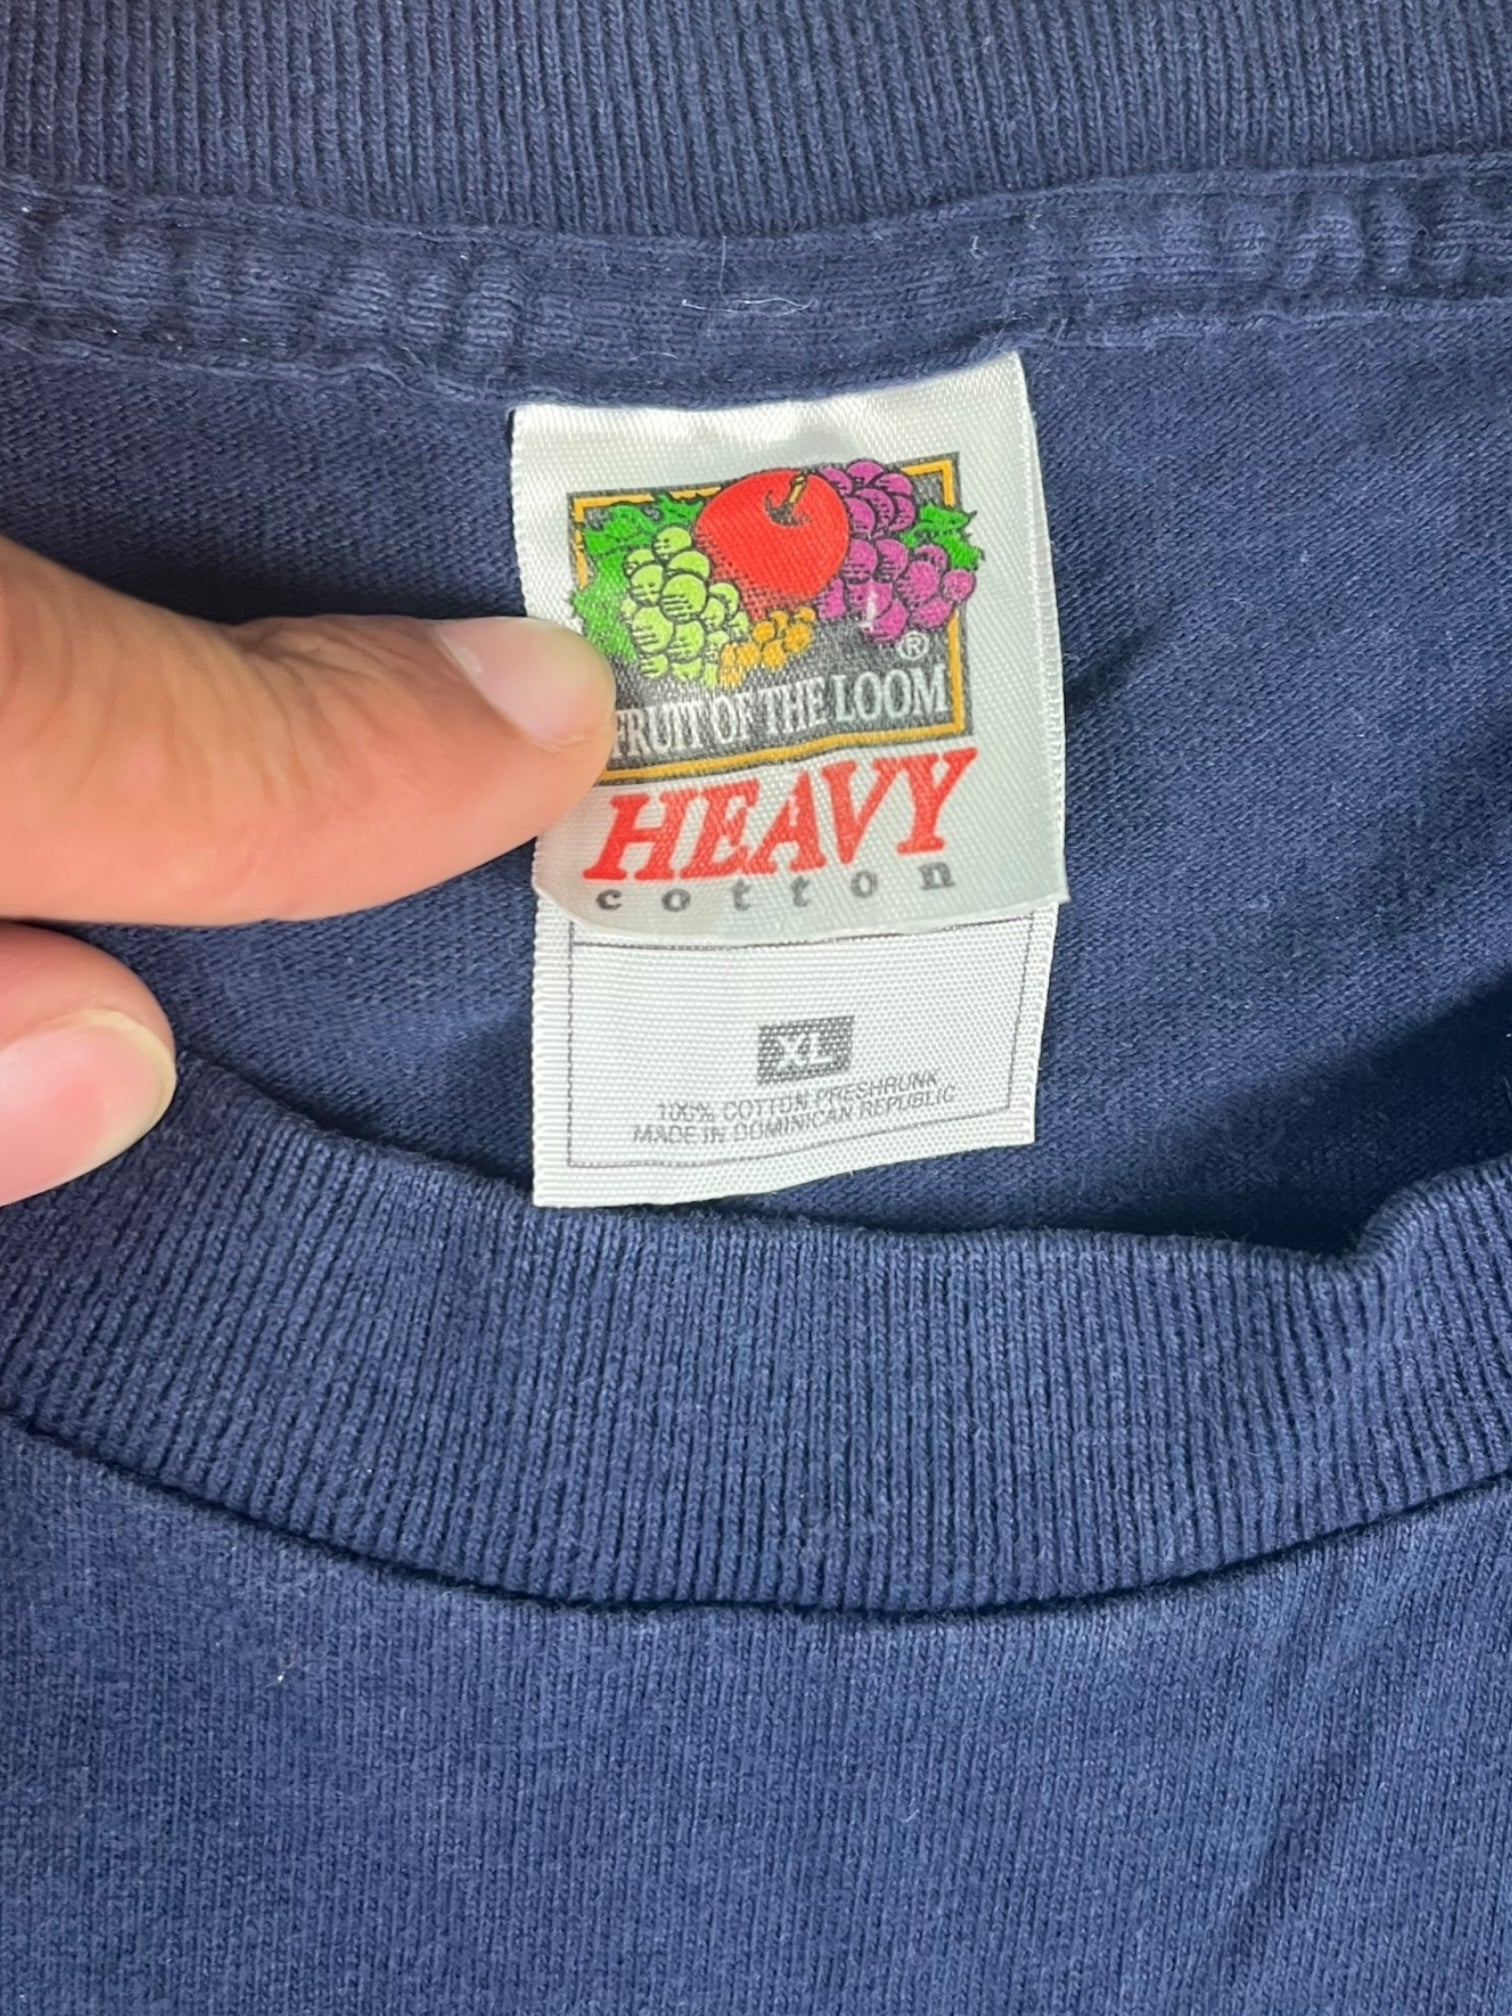 ®
FRUIT OF THE LOOM
HEAVY
cotton
XL
100% COTTON PRESHRUNK
MADE IN DOMINICAN REPUBLIC